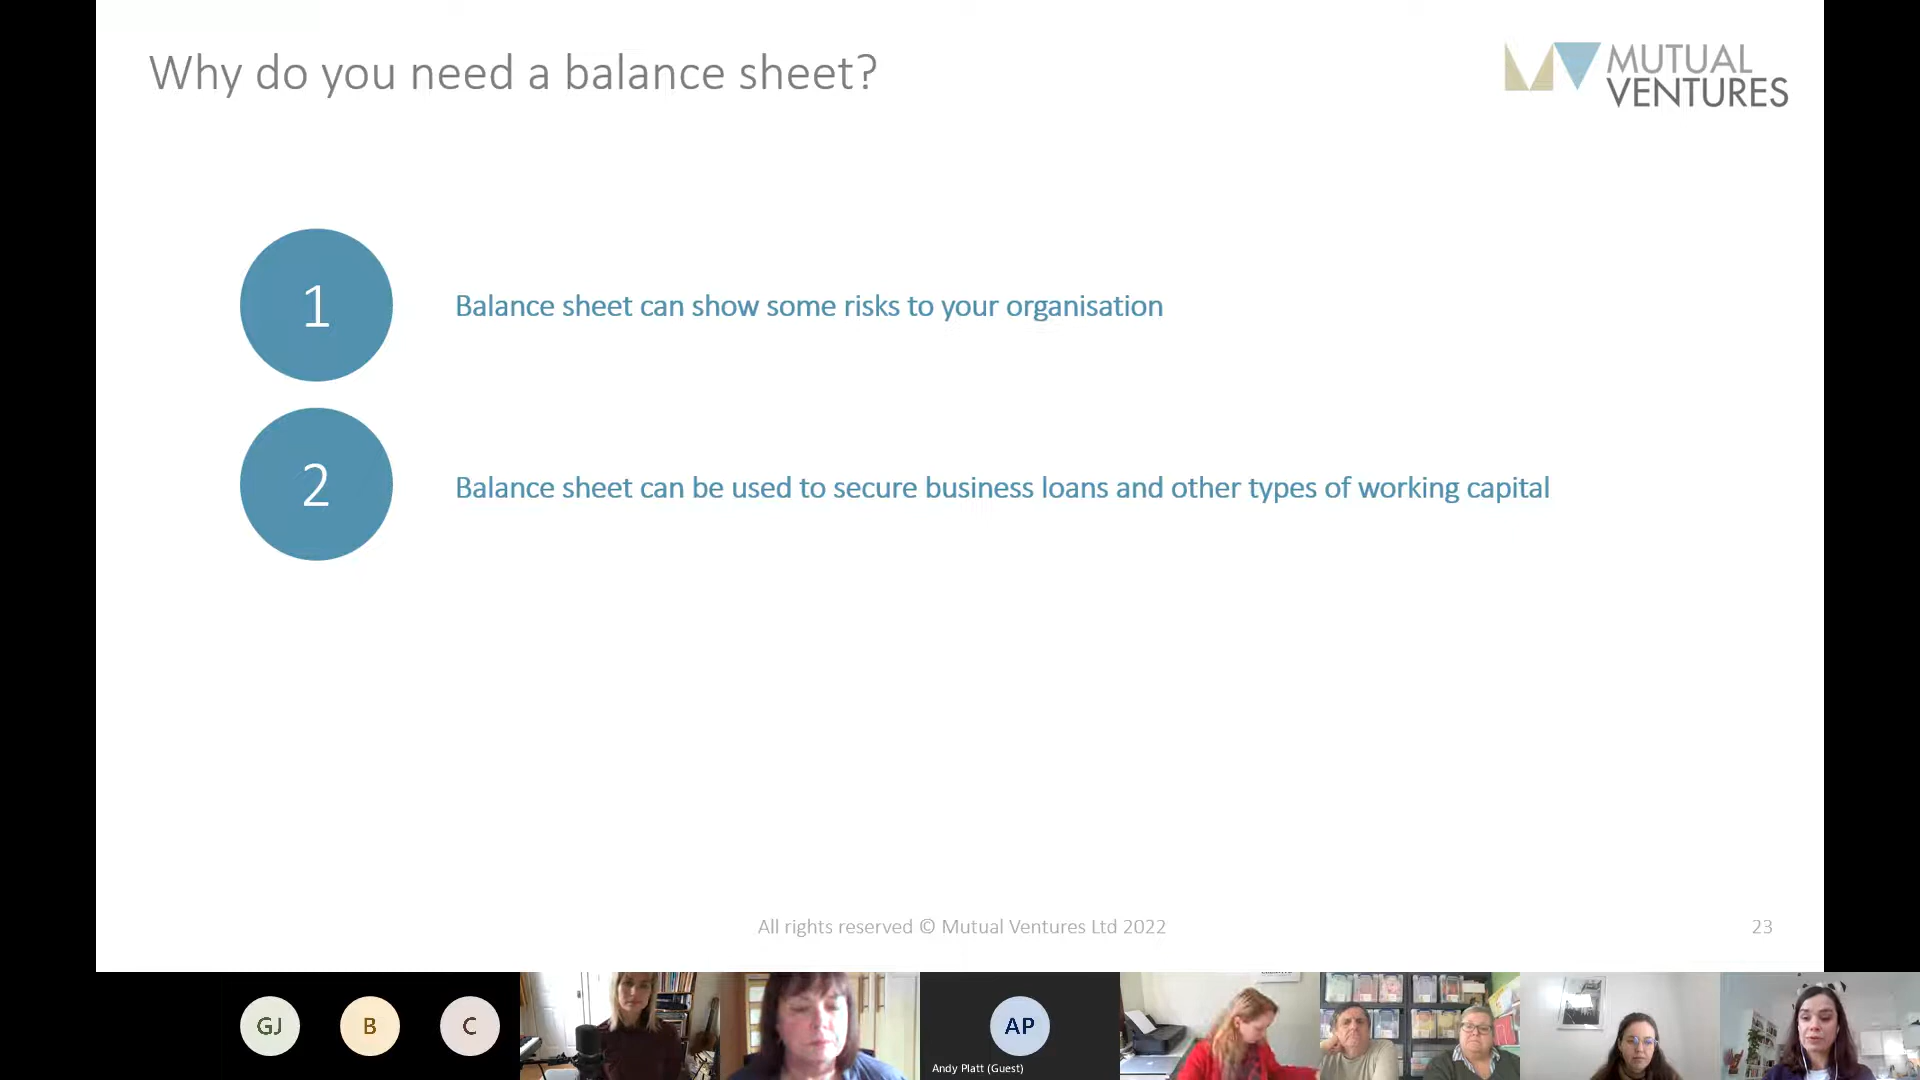 Why do you need a balance sheet?
MUTUAL
VENTURES
1
Balance sheet can show some risks to your organisation
2
Balance sheet can be used to secure business loans and other types of working capital
All rights reserved © Mutual Ventures Ltd 2022
23
GJ
B
C
AP
Andy Platt (Guest)